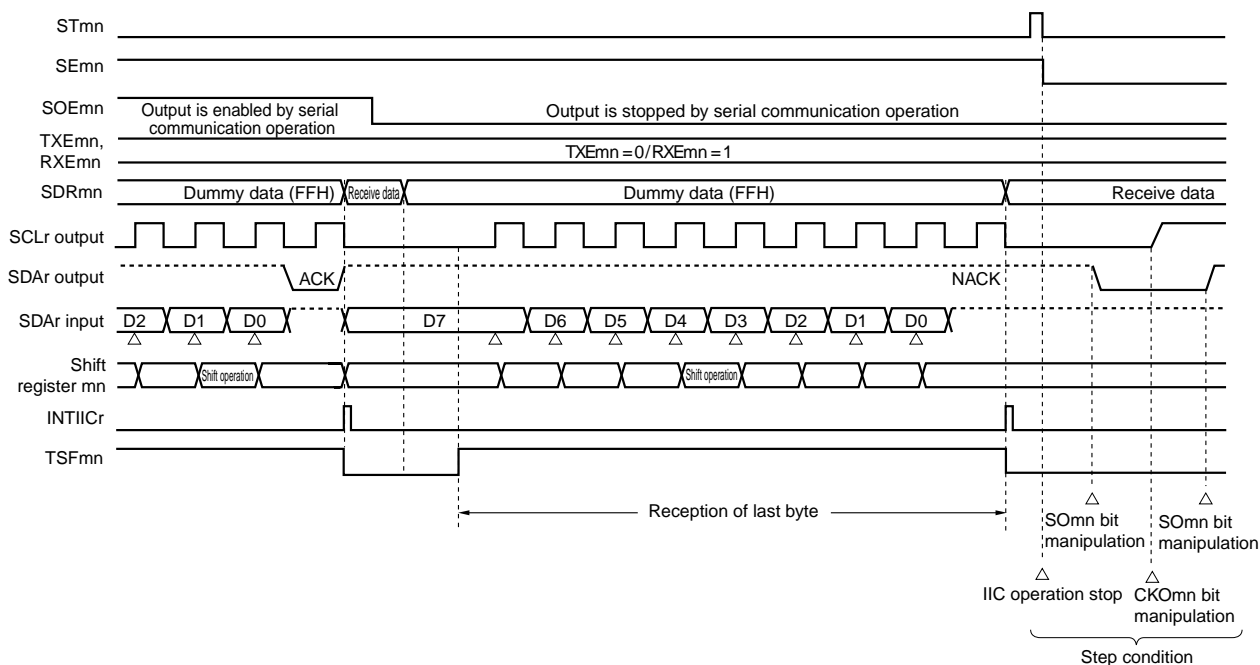 STmn
SEmn
SOEmn
Output is enabled by serial
communication operation
Output is stopped by serial communication operation
TXEmn,
RXEmn
TXEmn = 0 / RXEmn = 1
SDRmn
Dummy data (FFH)
Receive data
Dummy data (FFH)
Receive data
SCLr output
SDAr output
ACK
NACK
SDAr input
D2
D1
D0
D7
D6
D5
D4
D3
D2
D1
D0
Shift
register mn
Shift operation
Shift operation
INTIICr
TSFmn
Reception of last byte
SOmn bit
manipulation
SOmn bit
manipulation
IIC operation stop
CKOmn bit
manipulation
Step condition